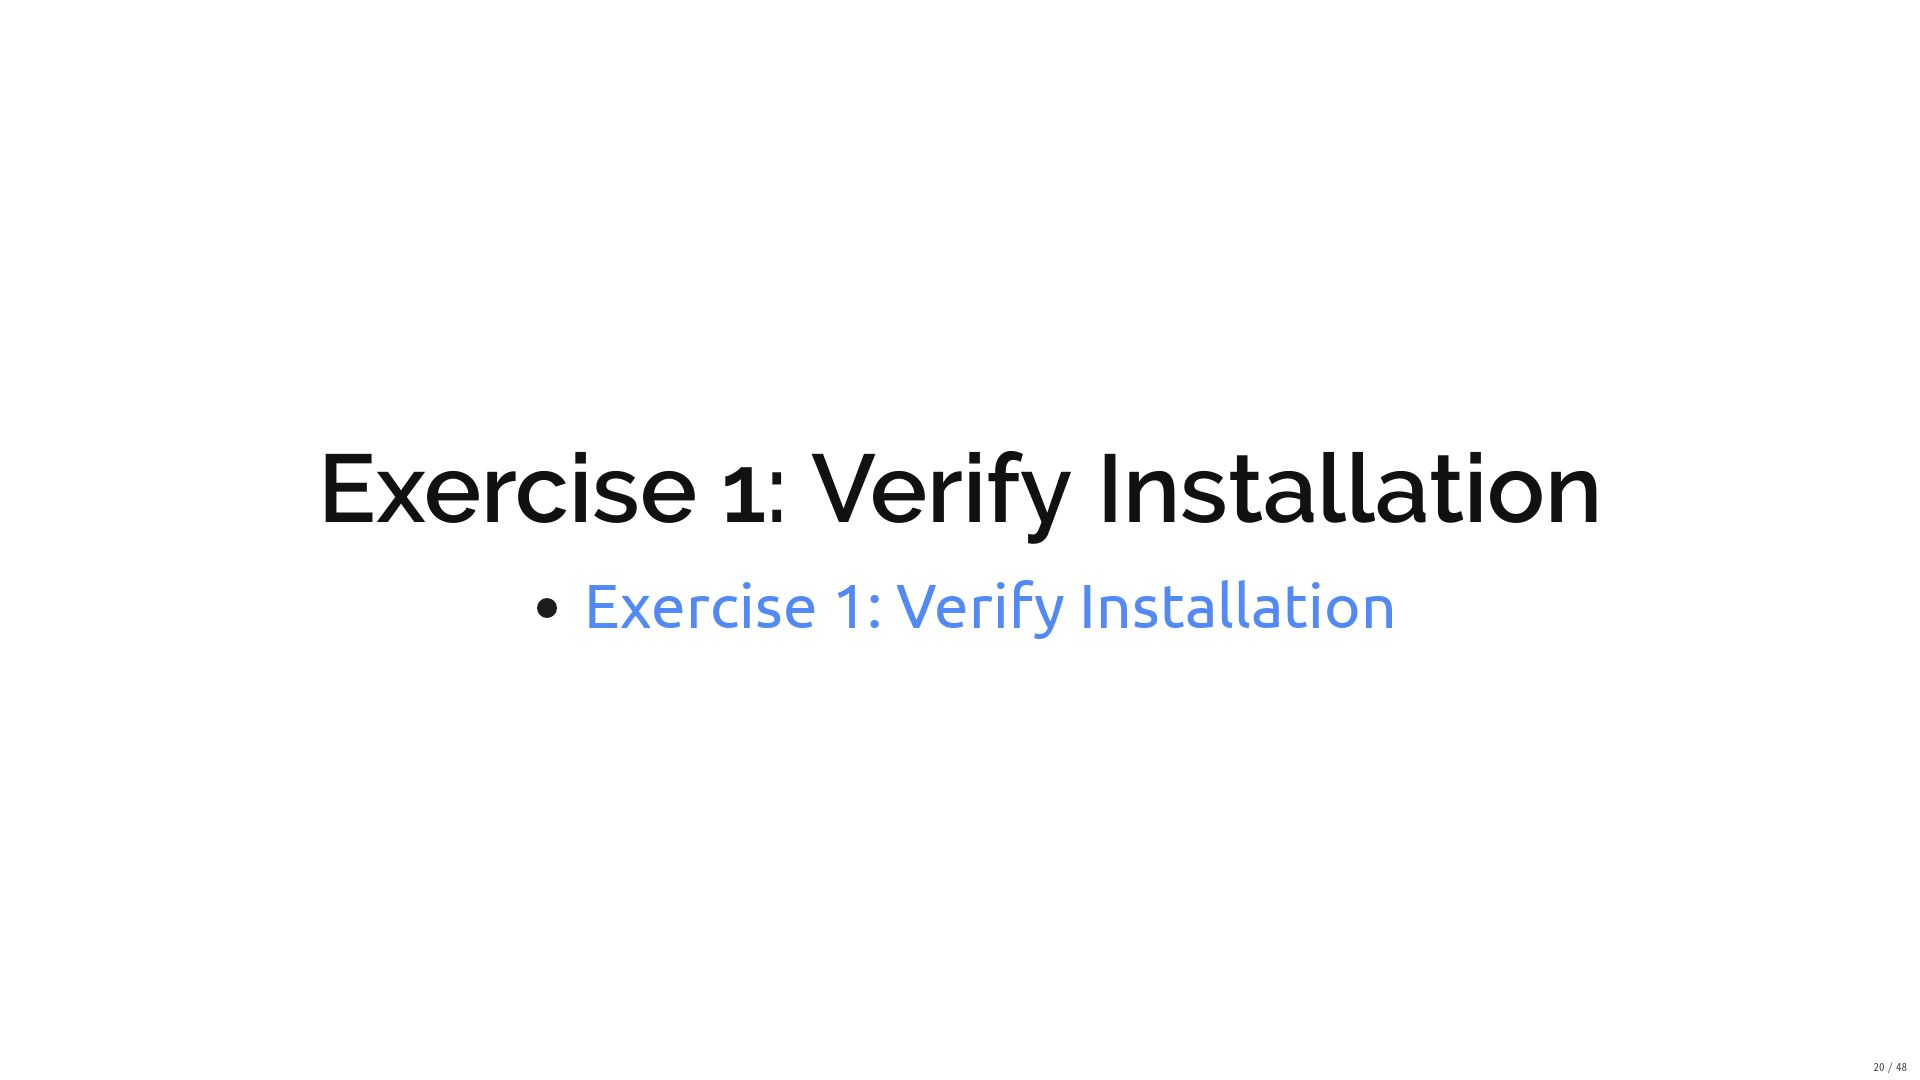 Exercise 1: Verify Installation
• Exercise 1: Verify Installation
20 / 48